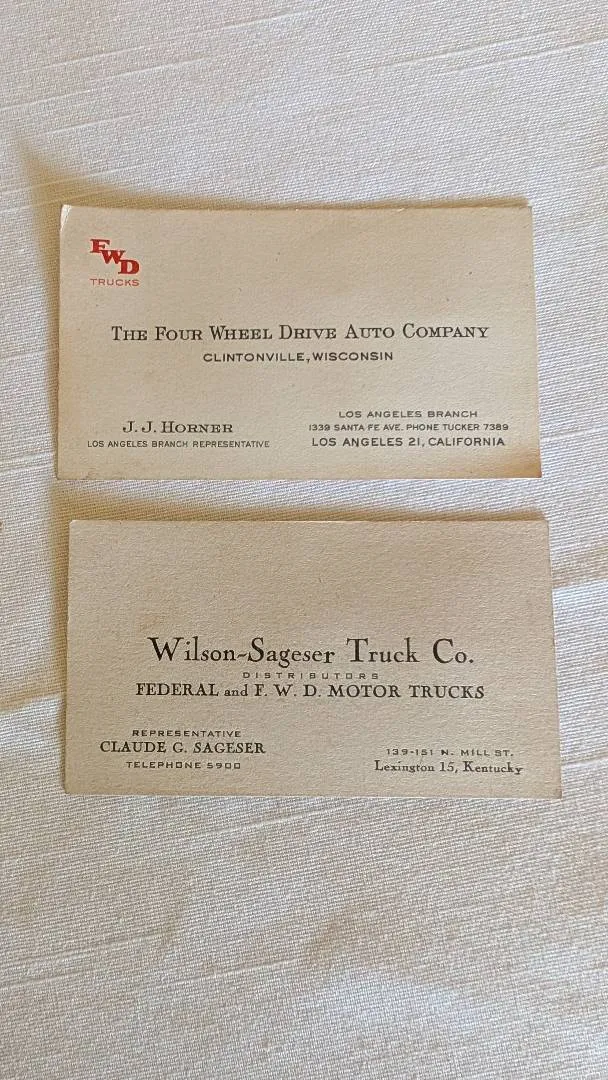 FWD
TRUCKS
THE FOUR WHEEL DRIVE AUTO COMPANY
CLINTONVILLE, WISCONSIN
J. J. HORNER
LOS ANGELES BRANCH REPRESENTATIVE
LOS ANGELES BRANCH
1339 SANTA FE AVE. PHONE TUCKER 7389
LOS ANGELES 21, CALIFORNIA
Wilson-Sageser Truck Co.
DISTRIBUTORS
FEDERAL and F. W. D. MOTOR TRUCKS
REPRESENTATIVE
CLAUDE G. SAGESER
TELEPHONE 5900
139-151 N. MILL ST.
Lexington 15, Kentucky